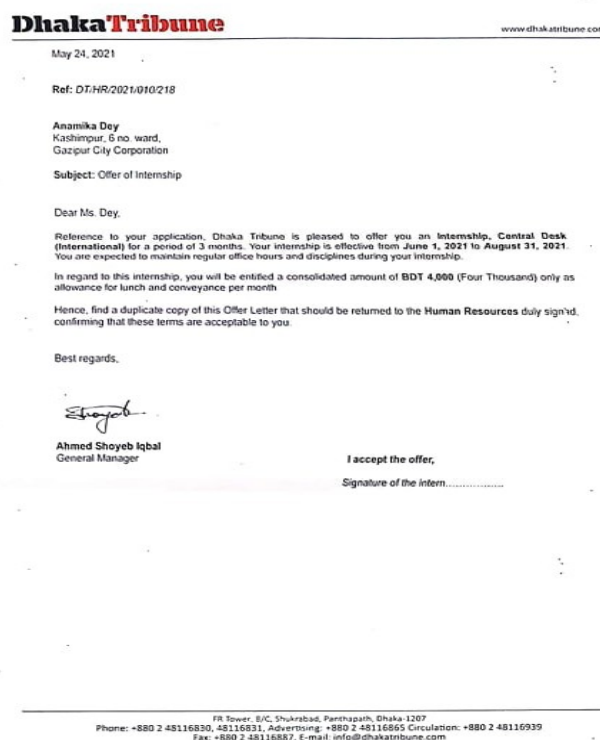 DhakaTribune
www.dhakatribune.com
May 24, 2021
Ref: DT/HR/2021/010/218
Anamika Dey
Kashimpur, 6 no. ward,
Gazipur City Corporation
Subject: Offer of Internship
Dear Ms. Dey,
Reference to your application, Dhaka Tribune is pleased to offer you an Internship, Central Desk
(International) for a period of 3 months. Your internship is effective from June 1, 2021 to August 31, 2021.
You are expected to maintain regular office hours and disciplines during your internship.
In regard to this internship, you will be entitled a consolidated amount of BDT 4,000 (Four Thousand) only as
allowance for lunch and conveyance per month
Hence, find a duplicate copy of this Offer Letter that should be returned to the Human Resources duly signed,
confirming that these terms are acceptable to you.
Best regards,
Shoyeb
Ahmed Shoyeb Iqbal
General Manager
I accept the offer,
Signature of the intern..................
FR Tower, 8/C, Shukrabad, Panthapath, Dhaka-1207
Phone: +880 2 48116830, 48116831, Advertising: +880 2 48116865 Circulation: +880 2 48116939
Fax: +880 2 48116887, E-mail: info@dhakatribune.com